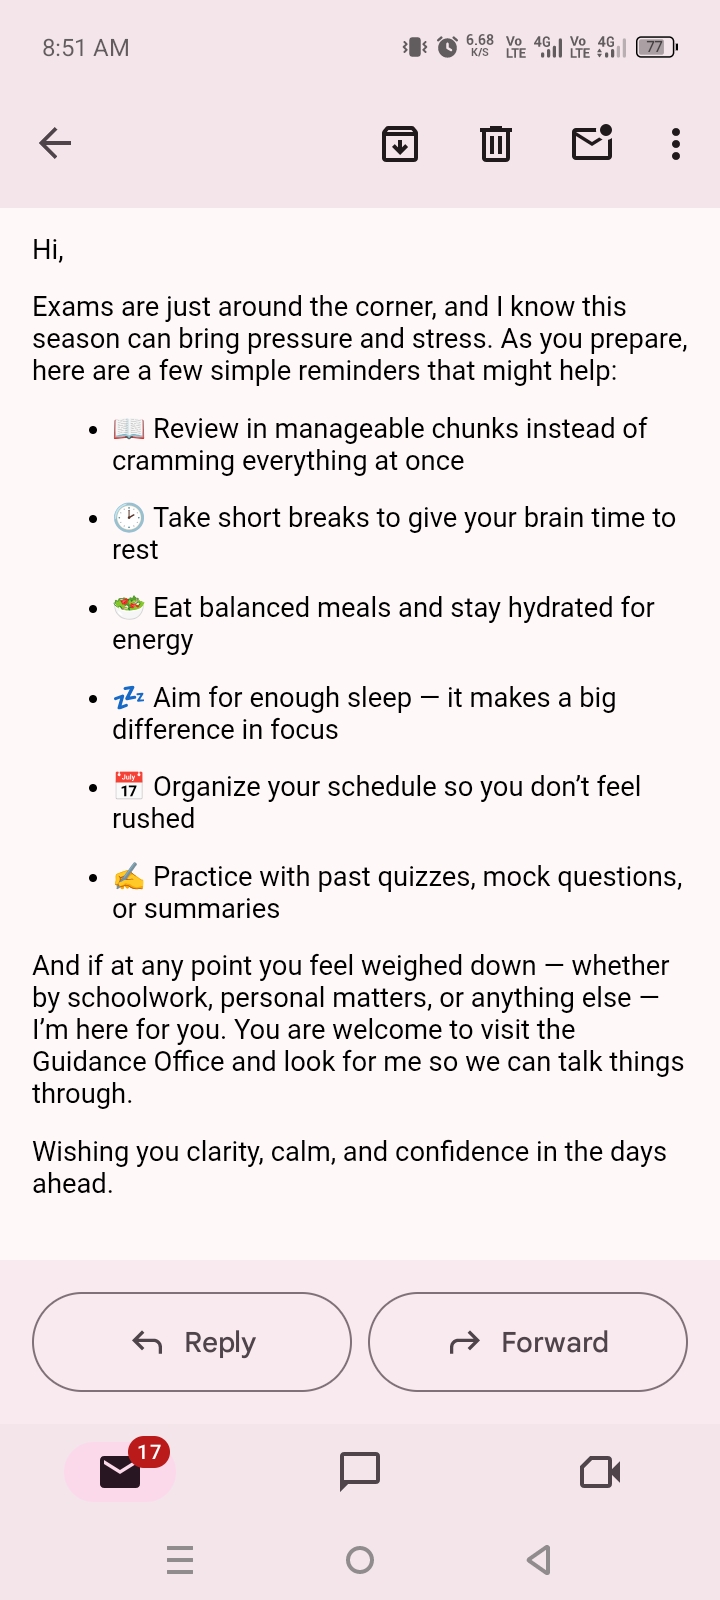 8:51 AM
6.68 K/S Vo LTE 4G Vo LTE 4G 77
Hi,
Exams are just around the corner, and I know this
season can bring pressure and stress. As you prepare,
here are a few simple reminders that might help:
• 📖 Review in manageable chunks instead of
cramming everything at once
• 🕑 Take short breaks to give your brain time to
rest
• 🥗 Eat balanced meals and stay hydrated for
energy
• 💤 Aim for enough sleep — it makes a big
difference in focus
• 📅 Organize your schedule so you don’t feel
rushed
• ✍️ Practice with past quizzes, mock questions,
or summaries
And if at any point you feel weighed down — whether
by schoolwork, personal matters, or anything else —
I’m here for you. You are welcome to visit the
Guidance Office and look for me so we can talk things
through.
Wishing you clarity, calm, and confidence in the days
ahead.
Reply Forward
17